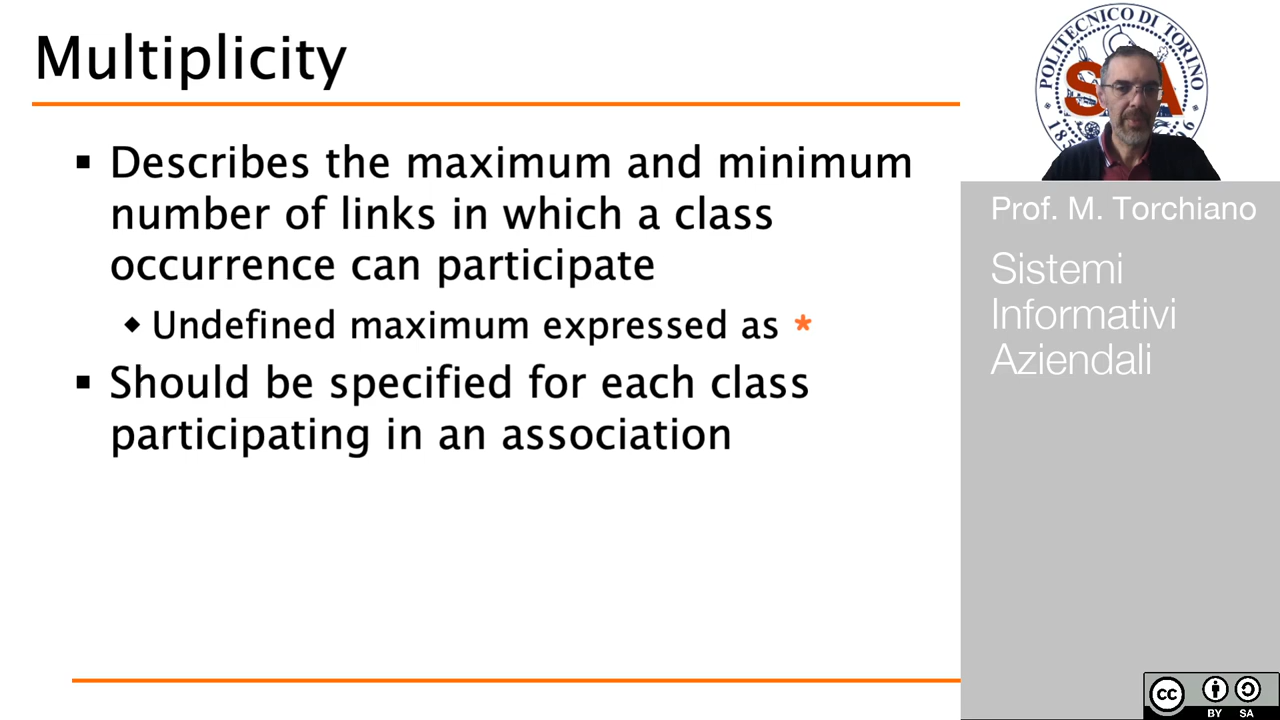 Multiplicity
▪ Describes the maximum and minimum
number of links in which a class
occurrence can participate
◆ Undefined maximum expressed as *
▪ Should be specified for each class
participating in an association
POLITECNICO DI TORINO
Prof. M. Torchiano
Sistemi
Informativi
Aziendali
cc
BY SA